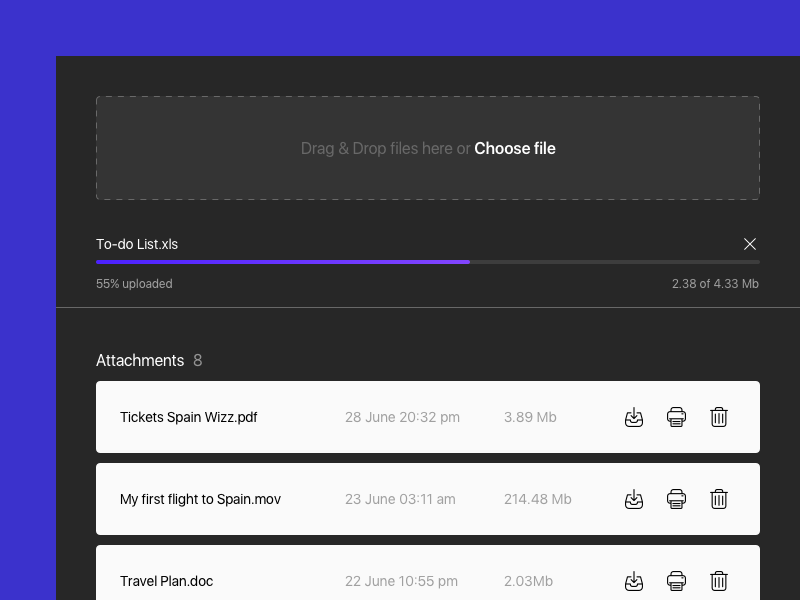 Drag & Drop files here or Choose file
To-do List.xls
55% uploaded 2.38 of 4.33 Mb
Attachments 8
Tickets Spain Wizz.pdf 28 June 20:32 pm 3.89 Mb
My first flight to Spain.mov 23 June 03:11 am 214.48 Mb
Travel Plan.doc 22 June 10:55 pm 2.03Mb